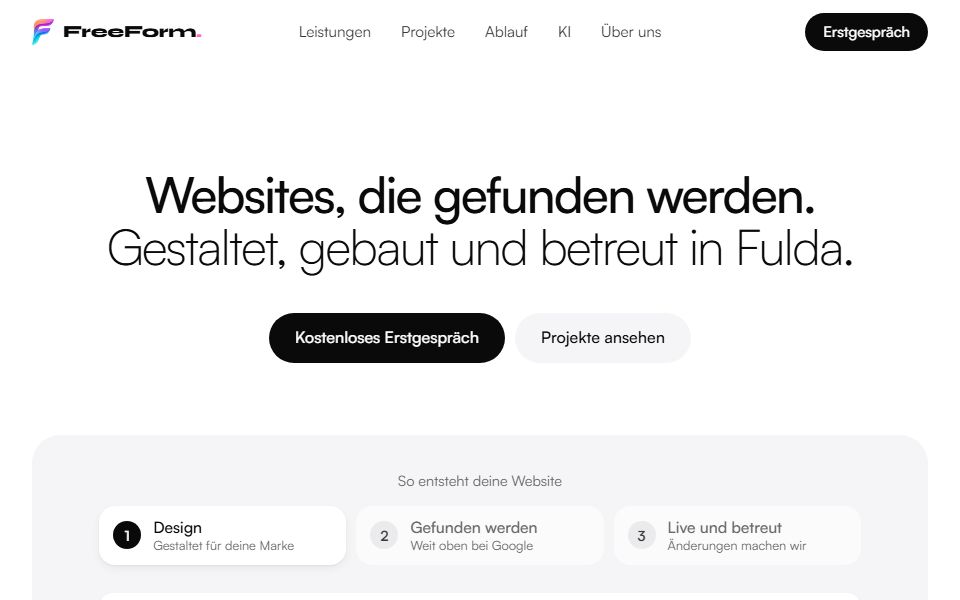 FreeForm.
Leistungen
Projekte
Ablauf
KI
Über uns
Erstgespräch
Websites, die gefunden werden.
Gestaltet, gebaut und betreut in Fulda.
Kostenloses Erstgespräch
Projekte ansehen
So entsteht deine Website
1
Design
Gestaltet für deine Marke
2
Gefunden werden
Weit oben bei Google
3
Live und betreut
Änderungen machen wir